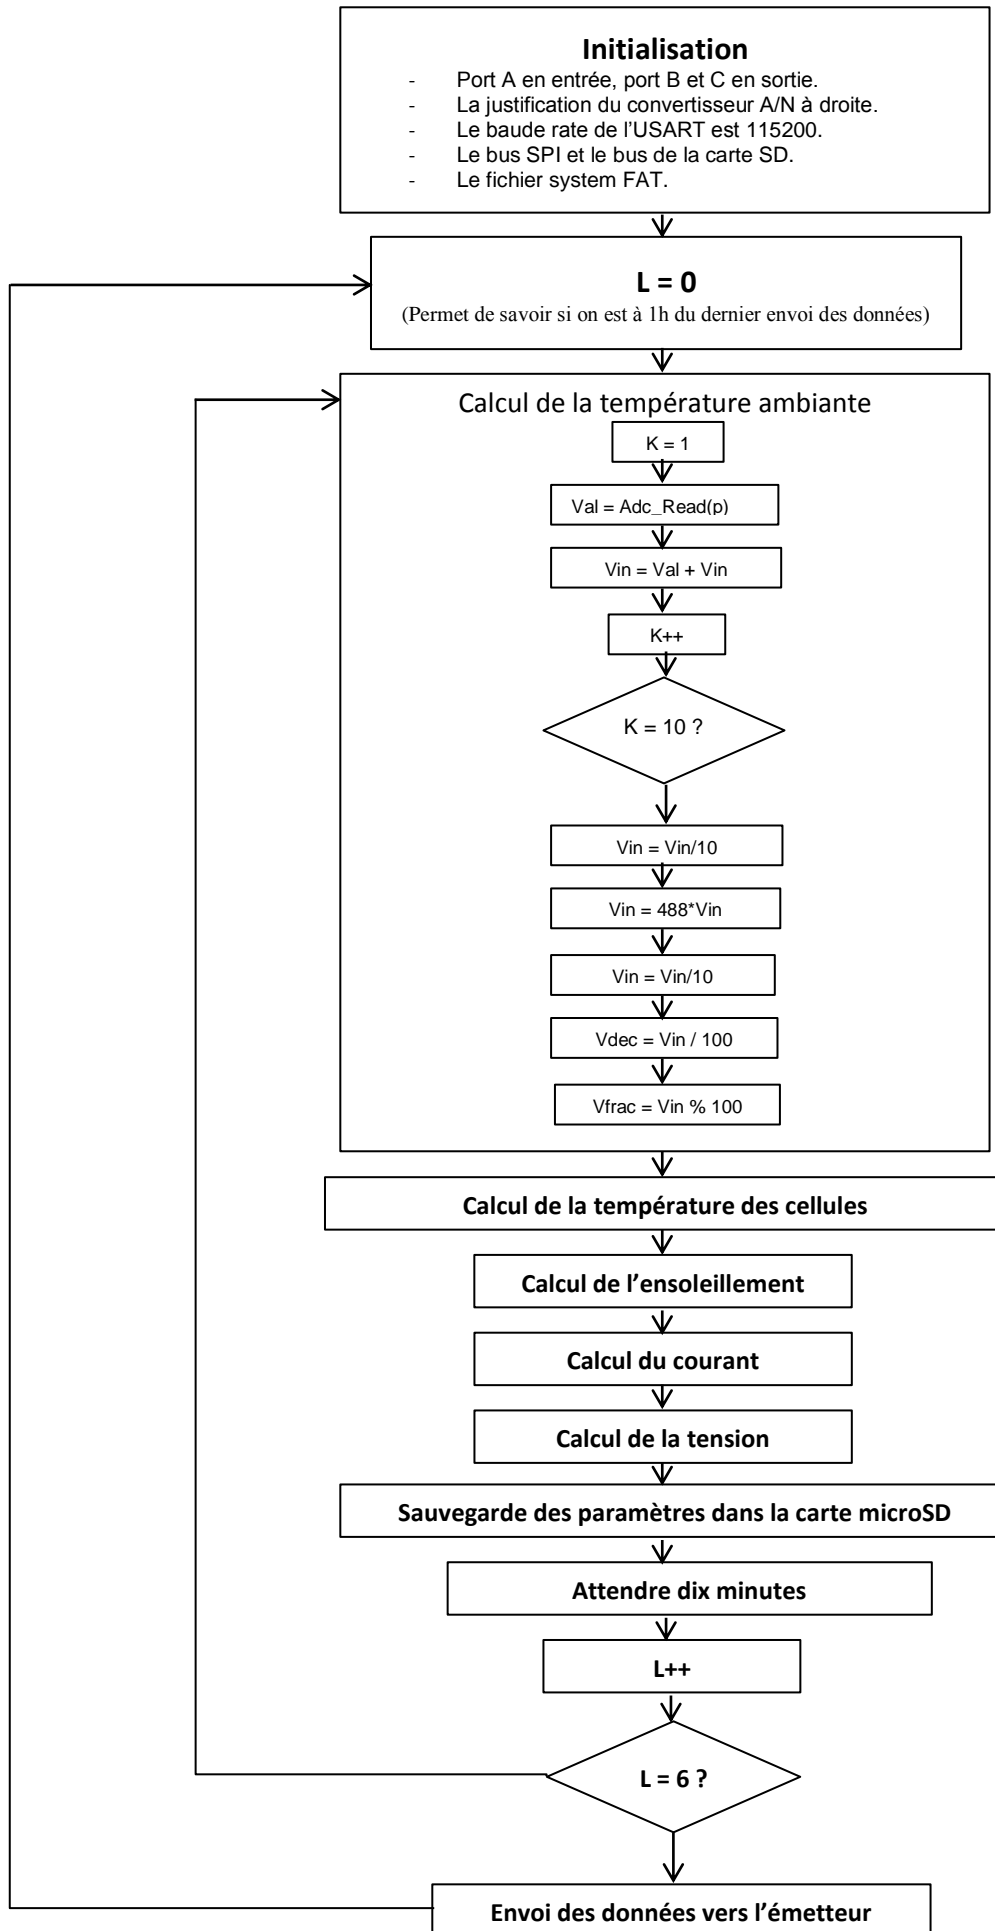 Initialisation
- Port A en entrée, port B et C en sortie.
- La justification du convertisseur A/N à droite.
- Le baude rate de l’USART est 115200.
- Le bus SPI et le bus de la carte SD.
- Le fichier system FAT.
L = 0
(Permet de savoir si on est à 1h du dernier envoi des données)
Calcul de la température ambiante
K = 1
Val = Adc_Read(p)
Vin = Val + Vin
K++
K = 10 ?
Vin = Vin/10
Vin = 488*Vin
Vin = Vin/10
Vdec = Vin / 100
Vfrac = Vin % 100
Calcul de la température des cellules
Calcul de l’ensoleillement
Calcul du courant
Calcul de la tension
Sauvegarde des paramètres dans la carte microSD
Attendre dix minutes
L++
L = 6 ?
Envoi des données vers l’émetteur